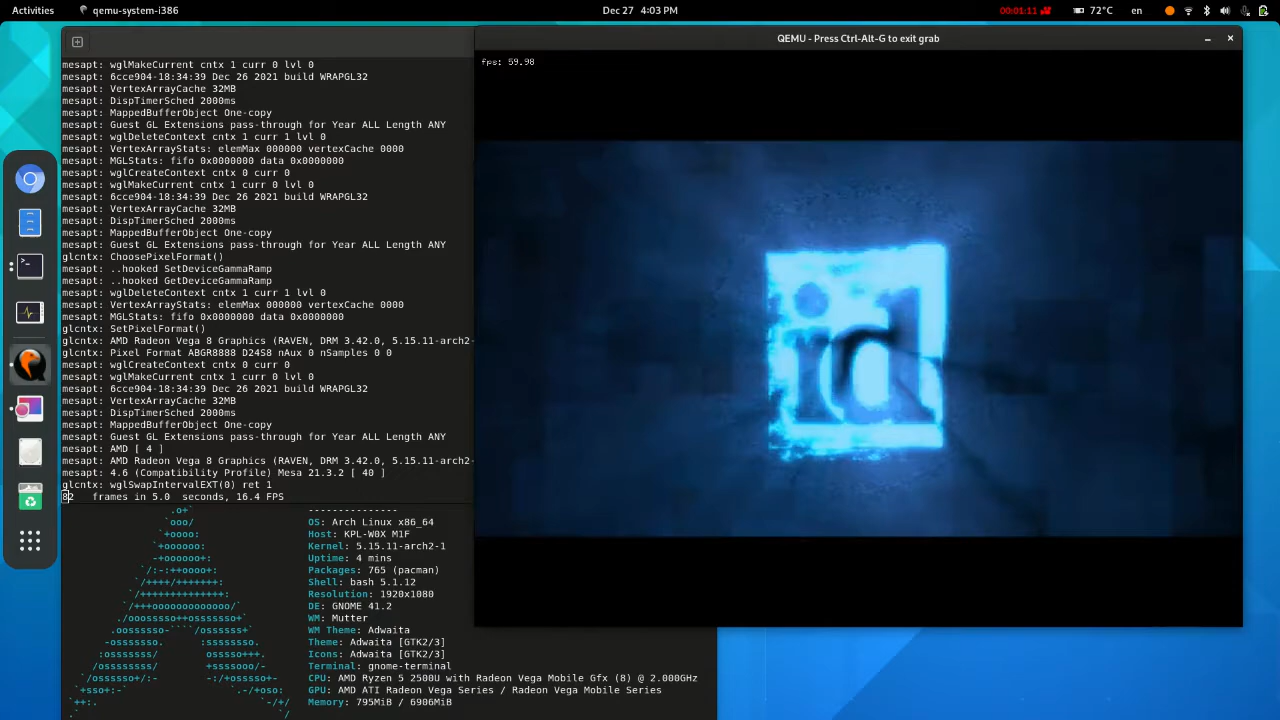 Activities
qemu-system-i386
Dec 27 4:03 PM
00:01:11
72°C
en
mesapt: wglMakeCurrent cntx 1 curr 0 lvl 0
mesapt: 6cce904-18:34:39 Dec 26 2021 build WRAPGL32
mesapt: VertexArrayCache 32MB
mesapt: DispTimerSched 2000ms
mesapt: MappedBufferObject One-copy
mesapt: Guest GL Extensions pass-through for Year ALL Length ANY
mesapt: wglDeleteContext cntx 1 curr 1 lvl 0
mesapt: VertexArrayStats: elemMax 000000 vertexCache 0000
mesapt: MGLStats: fifo 0x0000000 data 0x0000000
mesapt: wglCreateContext cntx 0 curr 0
mesapt: wglMakeCurrent cntx 1 curr 0 lvl 0
mesapt: 6cce904-18:34:39 Dec 26 2021 build WRAPGL32
mesapt: VertexArrayCache 32MB
mesapt: DispTimerSched 2000ms
mesapt: MappedBufferObject One-copy
mesapt: Guest GL Extensions pass-through for Year ALL Length ANY
glcntx: ChoosePixelFormat()
mesapt: ..hooked SetDeviceGammaRamp
mesapt: ..hooked GetDeviceGammaRamp
mesapt: wglDeleteContext cntx 1 curr 1 lvl 0
mesapt: VertexArrayStats: elemMax 000000 vertexCache 0000
mesapt: MGLStats: fifo 0x0000000 data 0x0000000
glcntx: SetPixelFormat()
glcntx: AMD Radeon Vega 8 Graphics (RAVEN, DRM 3.42.0, 5.15.11-arch2-
glcntx: Pixel Format ABGR8888 D24S8 nAux 0 nSamples 0 0
mesapt: wglCreateContext cntx 0 curr 0
mesapt: wglMakeCurrent cntx 1 curr 0 lvl 0
mesapt: 6cce904-18:34:39 Dec 26 2021 build WRAPGL32
mesapt: VertexArrayCache 32MB
mesapt: DispTimerSched 2000ms
mesapt: MappedBufferObject One-copy
mesapt: Guest GL Extensions pass-through for Year ALL Length ANY
mesapt: AMD [ 4 ]
mesapt: AMD Radeon Vega 8 Graphics (RAVEN, DRM 3.42.0, 5.15.11-arch2-
mesapt: 4.6 (Compatibility Profile) Mesa 21.3.2 [ 40 ]
glcntx: wglSwapIntervalEXT(0) ret 1
82 frames in 5.0 seconds, 16.4 FPS
QEMU - Press Ctrl-Alt-G to exit grab
fps: 59.98
id
---------------
OS: Arch Linux x86_64
Host: KPL-W0X M1F
Kernel: 5.15.11-arch2-1
Uptime: 4 mins
Packages: 765 (pacman)
Shell: bash 5.1.12
Resolution: 1920x1080
DE: GNOME 41.2
WM: Mutter
WM Theme: Adwaita
Theme: Adwaita [GTK2/3]
Icons: Adwaita [GTK2/3]
Terminal: gnome-terminal
CPU: AMD Ryzen 5 2500U with Radeon Vega Mobile Gfx (8) @ 2.000GHz
GPU: AMD ATI Radeon Vega Series / Radeon Vega Mobile Series
Memory: 795MiB / 6906MiB